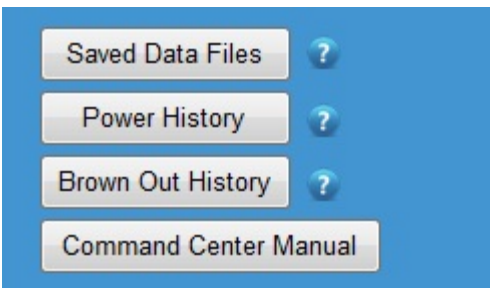 Saved Data Files ?
Power History ?
Brown Out History ?
Command Center Manual